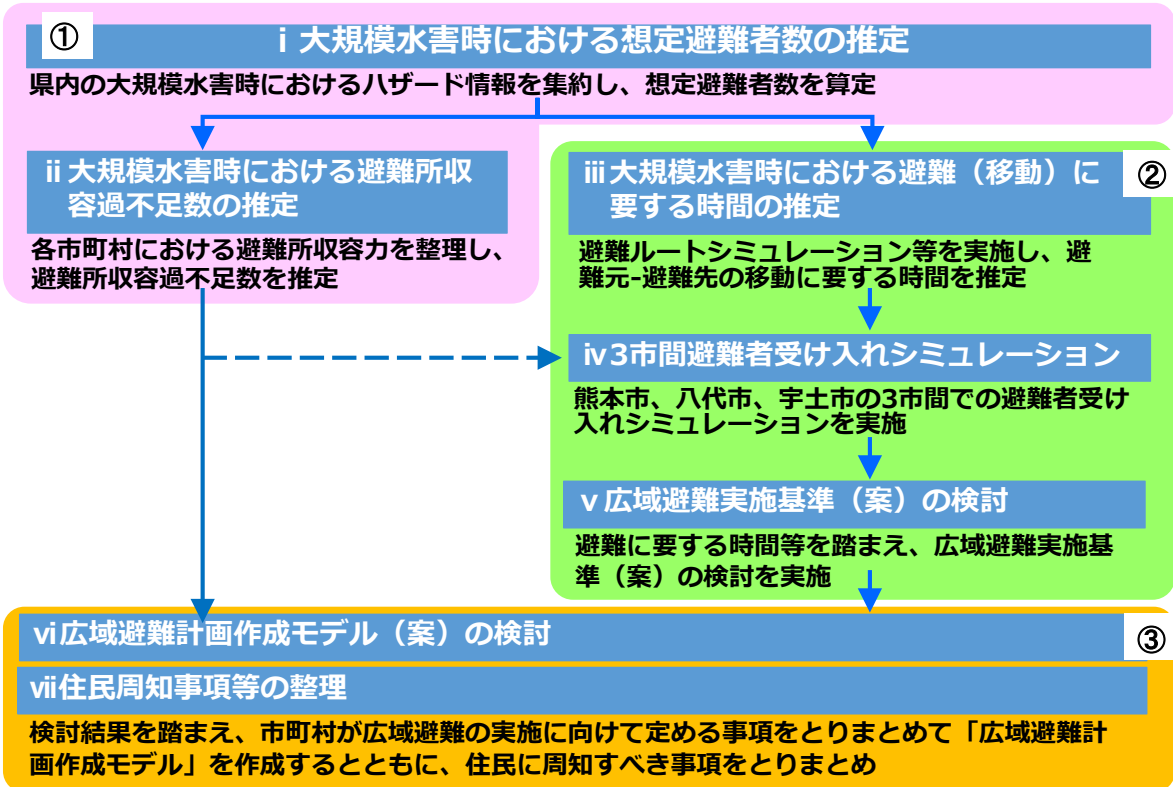 ①
ⅰ 大規模水害時における想定避難者数の推定
県内の大規模水害時におけるハザード情報を集約し、想定避難者数を算定
ⅱ 大規模水害時における避難所収
容過不足数の推定
各市町村における避難所収容力を整理し、
避難所収容過不足数を推定
②
ⅲ 大規模水害時における避難（移動）に
要する時間の推定
避難ルートシミュレーション等を実施し、避
難元-避難先の移動に要する時間を推定
ⅳ 3市間避難者受け入れシミュレーション
熊本市、八代市、宇土市の3市間での避難者受け
入れシミュレーションを実施
ⅴ 広域避難実施基準（案）の検討
避難に要する時間等を踏まえ、広域避難実施基
準（案）の検討を実施
③
ⅵ 広域避難計画作成モデル（案）の検討
ⅶ 住民周知事項等の整理
検討結果を踏まえ、市町村が広域避難の実施に向けて定める事項をとりまとめて「広域避難計
画作成モデル」を作成するとともに、住民に周知すべき事項をとりまとめ